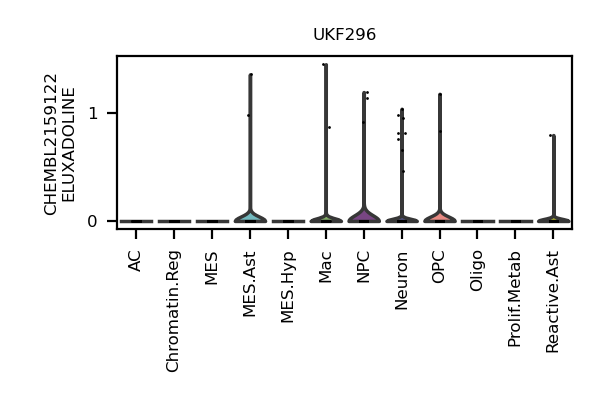 UKF296
CHEMBL2159122
ELUXADOLINE
1
0
AC
Chromatin.Reg
MES
MES.Ast
MES.Hyp
Mac
NPC
Neuron
OPC
Oligo
Prolif.Metab
Reactive.Ast